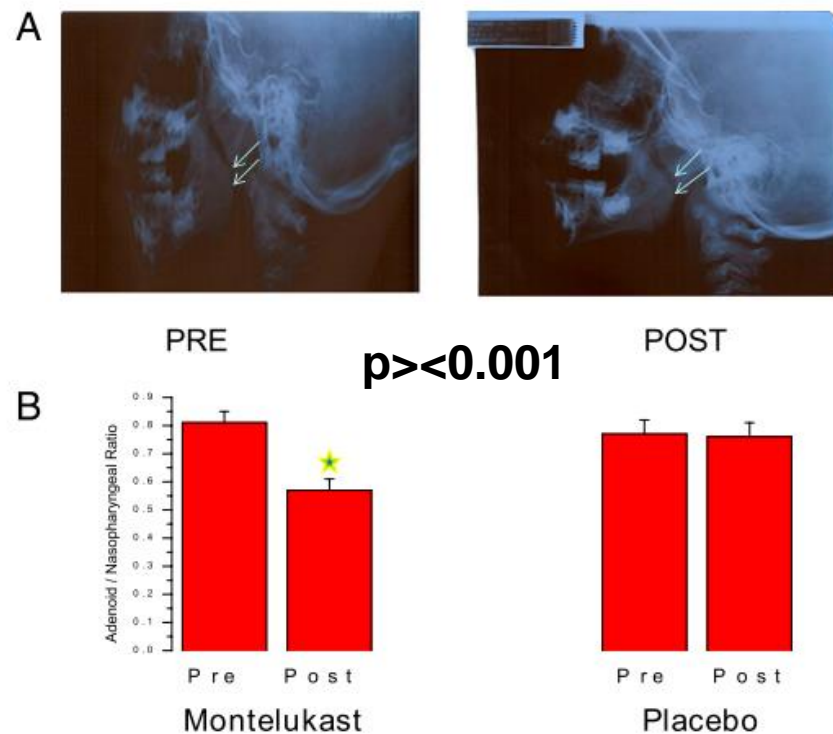 A
PRE
POST
p><0.001
B
Adenoid / Nasopharyngeal Ratio
0.9
0.8
0.7
0.6
0.5
0.4
0.3
0.2
0.1
0.0
Pre
Post
Pre
Post
Montelukast
Placebo